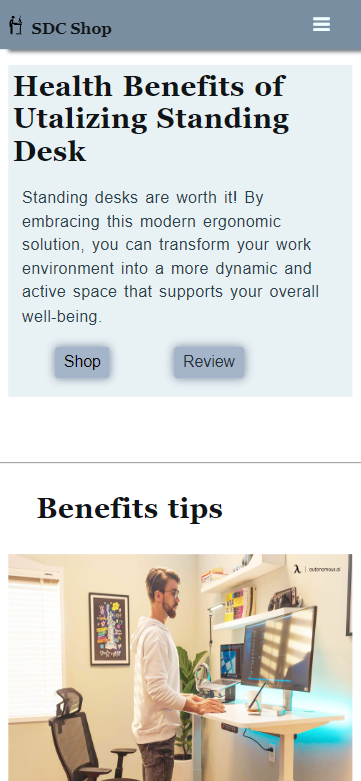 SDC Shop
Health Benefits of
Utalizing Standing
Desk
Standing desks are worth it! By
embracing this modern ergonomic
solution, you can transform your work
environment into a more dynamic and
active space that supports your overall
well-being.
Shop
Review
Benefits tips
autonomous.ai